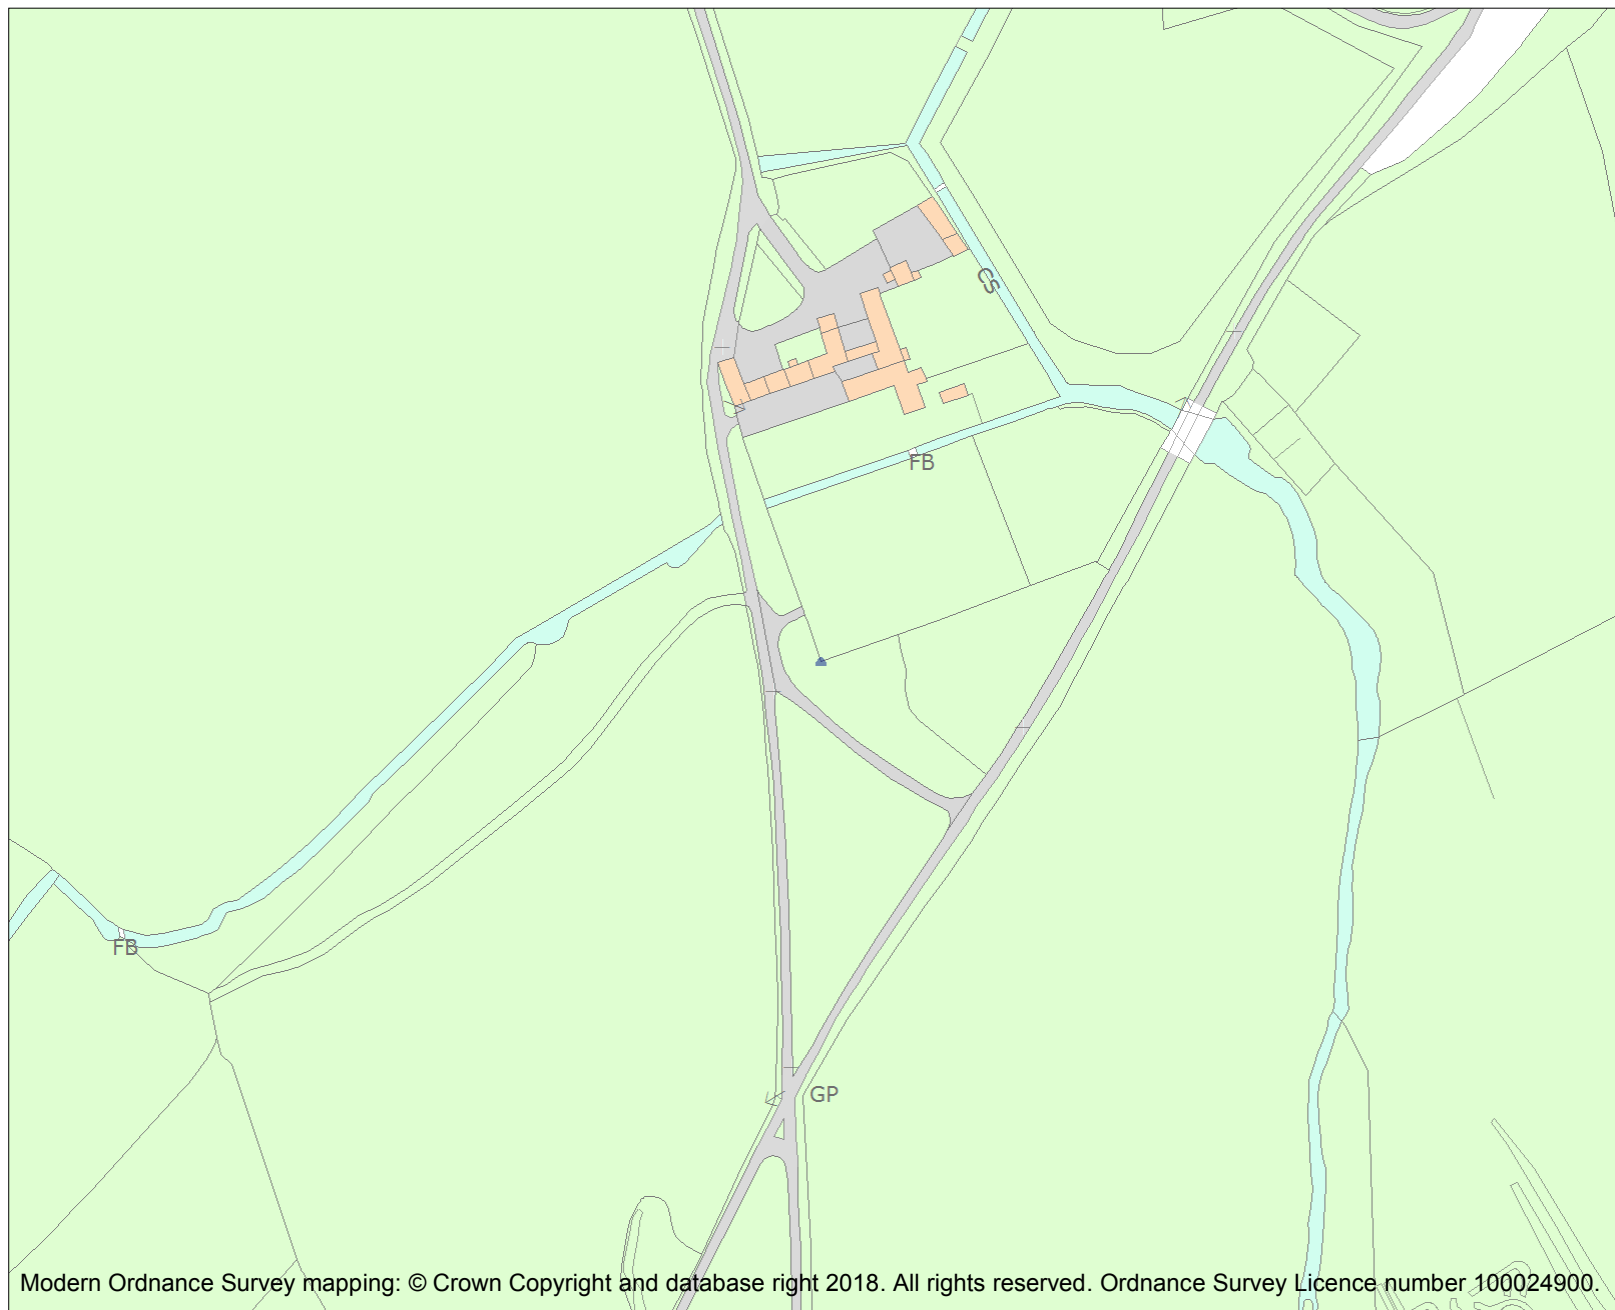 CS
FB
FB
GP
Modern Ordnance Survey mapping: © Crown Copyright and database right 2018. All rights reserved. Ordnance Survey Licence number 100024900.